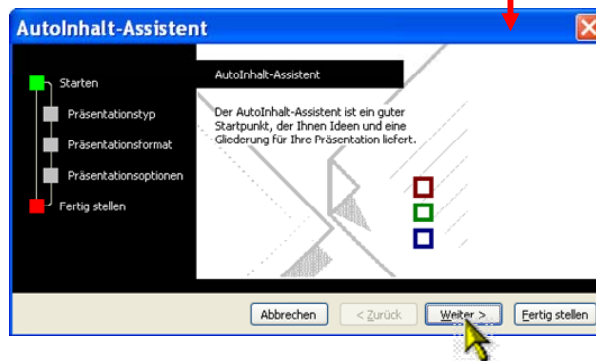 AutoInhalt-Assistent
Starten
Präsentationstyp
Präsentationsformat
Präsentationsoptionen
Fertig stellen
AutoInhalt-Assistent
Der AutoInhalt-Assistent ist ein guter
Startpunkt, der Ihnen Ideen und eine
Gliederung für Ihre Präsentation liefert.
Abbrechen
< Zurück
Weiter >
Fertig stellen